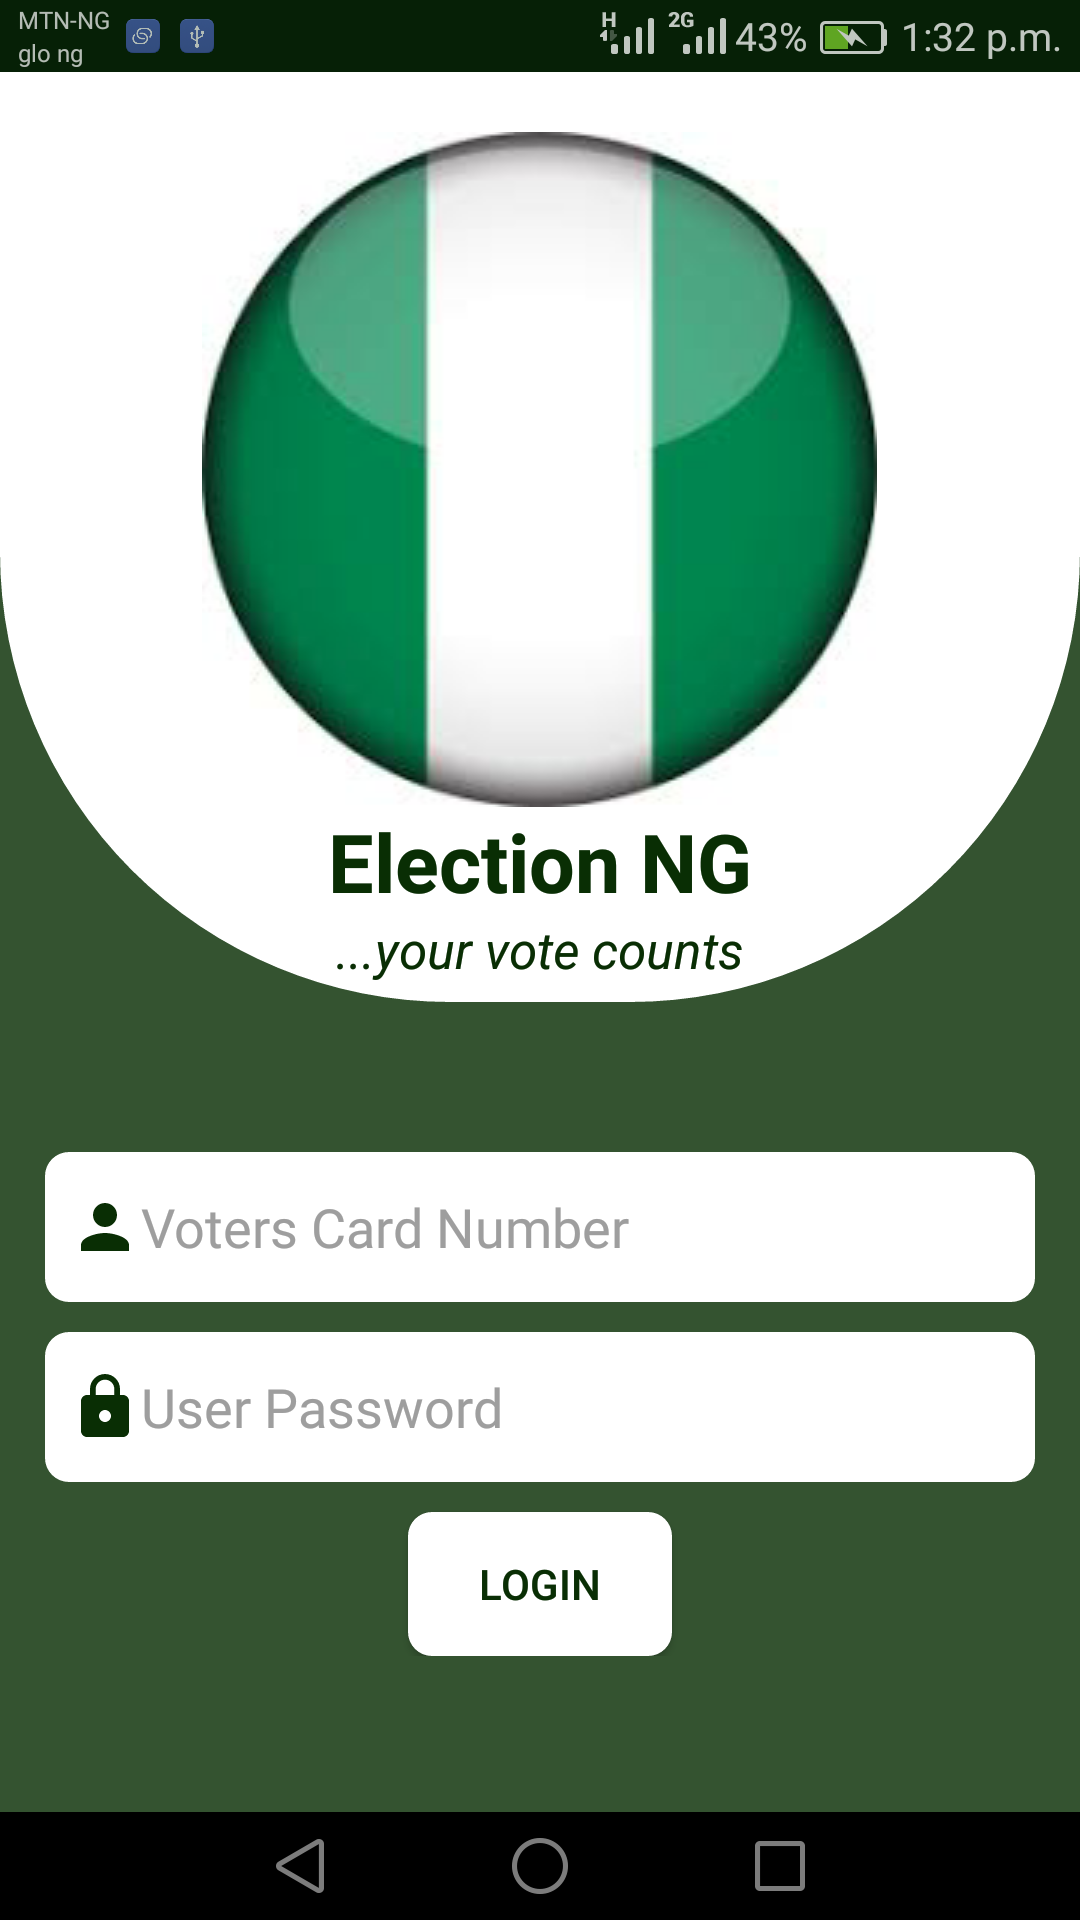 MTN-NG
glo ng
H 2G 43% 1:32 p.m.
Election NG
...your vote counts
Voters Card Number
User Password
LOGIN